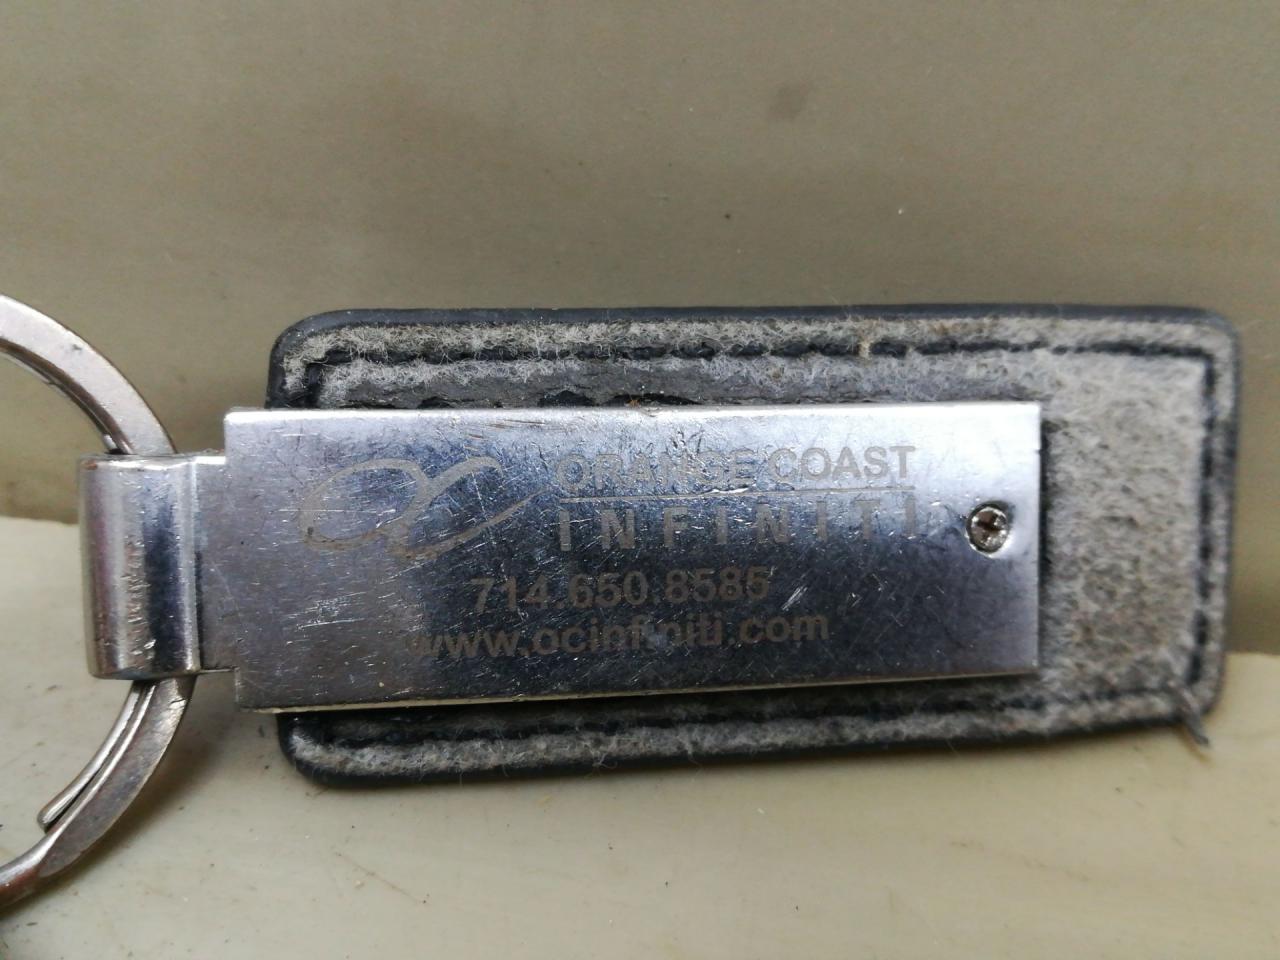 ORANGE COAST
INFINITI
714.650.8585
www.ocinfiniti.com